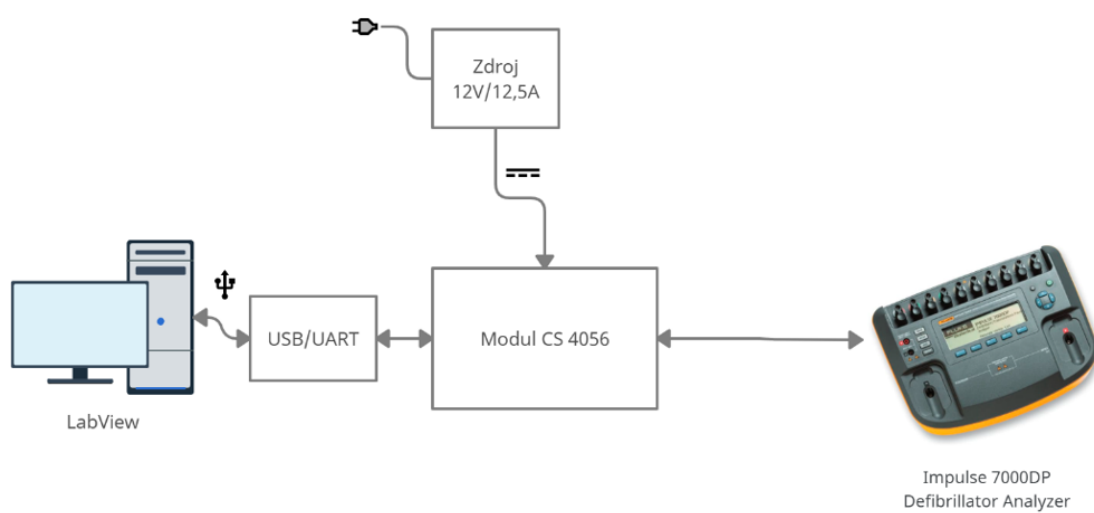 Zdroj
12V/12,5A
USB/UART
Modul CS 4056
LabView
Impulse 7000DP
Defibrillator Analyzer